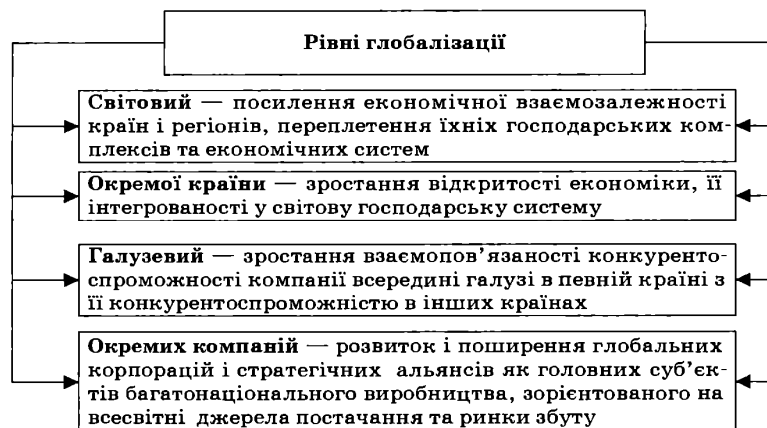 Рівні глобалізації
Світовий — посилення економічної взаємозалежності
країн і регіонів, переплетення їхніх господарських ком-
плексів та економічних систем
Окремої країни — зростання відкритості економіки, її
інтегрованості у світову господарську систему
Галузевий — зростання взаємопов’язаності конкуренто-
спроможності компанії всередині галузі в певній країні з
її конкурентоспроможністю в інших країнах
Окремих компаній — розвиток і поширення глобальних
корпорацій і стратегічних альянсів як головних суб’єк-
тів багатонаціонального виробництва, зорієнтованого на
всесвітні джерела постачання та ринки збуту